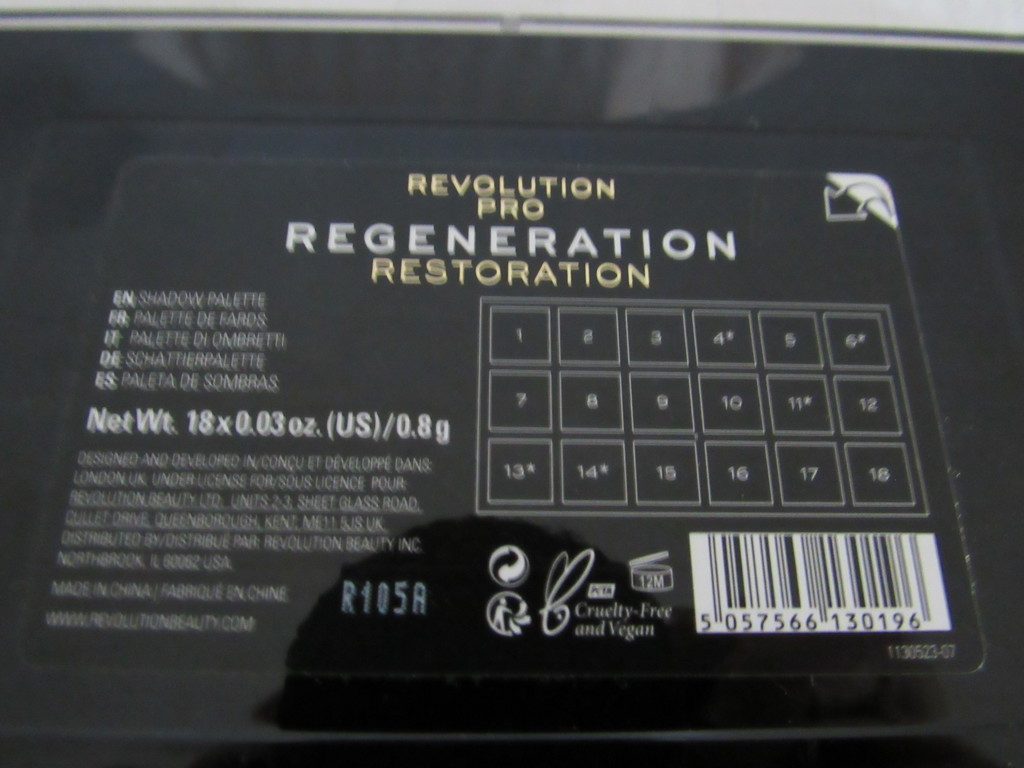 REVOLUTION
PRO
REGENERATION
RESTORATION
EN: SHADOW PALETTE
FR: PALETTE DE FARDS
IT: PALETTE DI OMBRETTI
DE: SCHATTIERPALETTE
ES: PALETA DE SOMBRAS
Net Wt. 18 x 0.03 oz. (US)/0.8 g
DESIGNED AND DEVELOPED IN/CONÇU ET DÉVELOPPÉ DANS:
LONDON UK. UNDER LICENSE FOR/SOUS LICENCE POUR:
REVOLUTION BEAUTY LTD., UNITS 2-3, SHEET GLASS ROAD,
CULLET DRIVE, QUEENBOROUGH, KENT, ME11 5JS UK.
DISTRIBUTED BY/DISTRIBUÉ PAR: REVOLUTION BEAUTY INC.
NORTHBROOK, IL 60062 USA.
MADE IN CHINA / FABRIQUÉ EN CHINE
WWW.REVOLUTIONBEAUTY.COM
R105A
1 2 3 4* 5 6*
7 8 9 10 11* 12
13* 14* 15 16 17 18
PETA
Cruelty-Free
and Vegan
12M
5 057566 130196
1130523-07